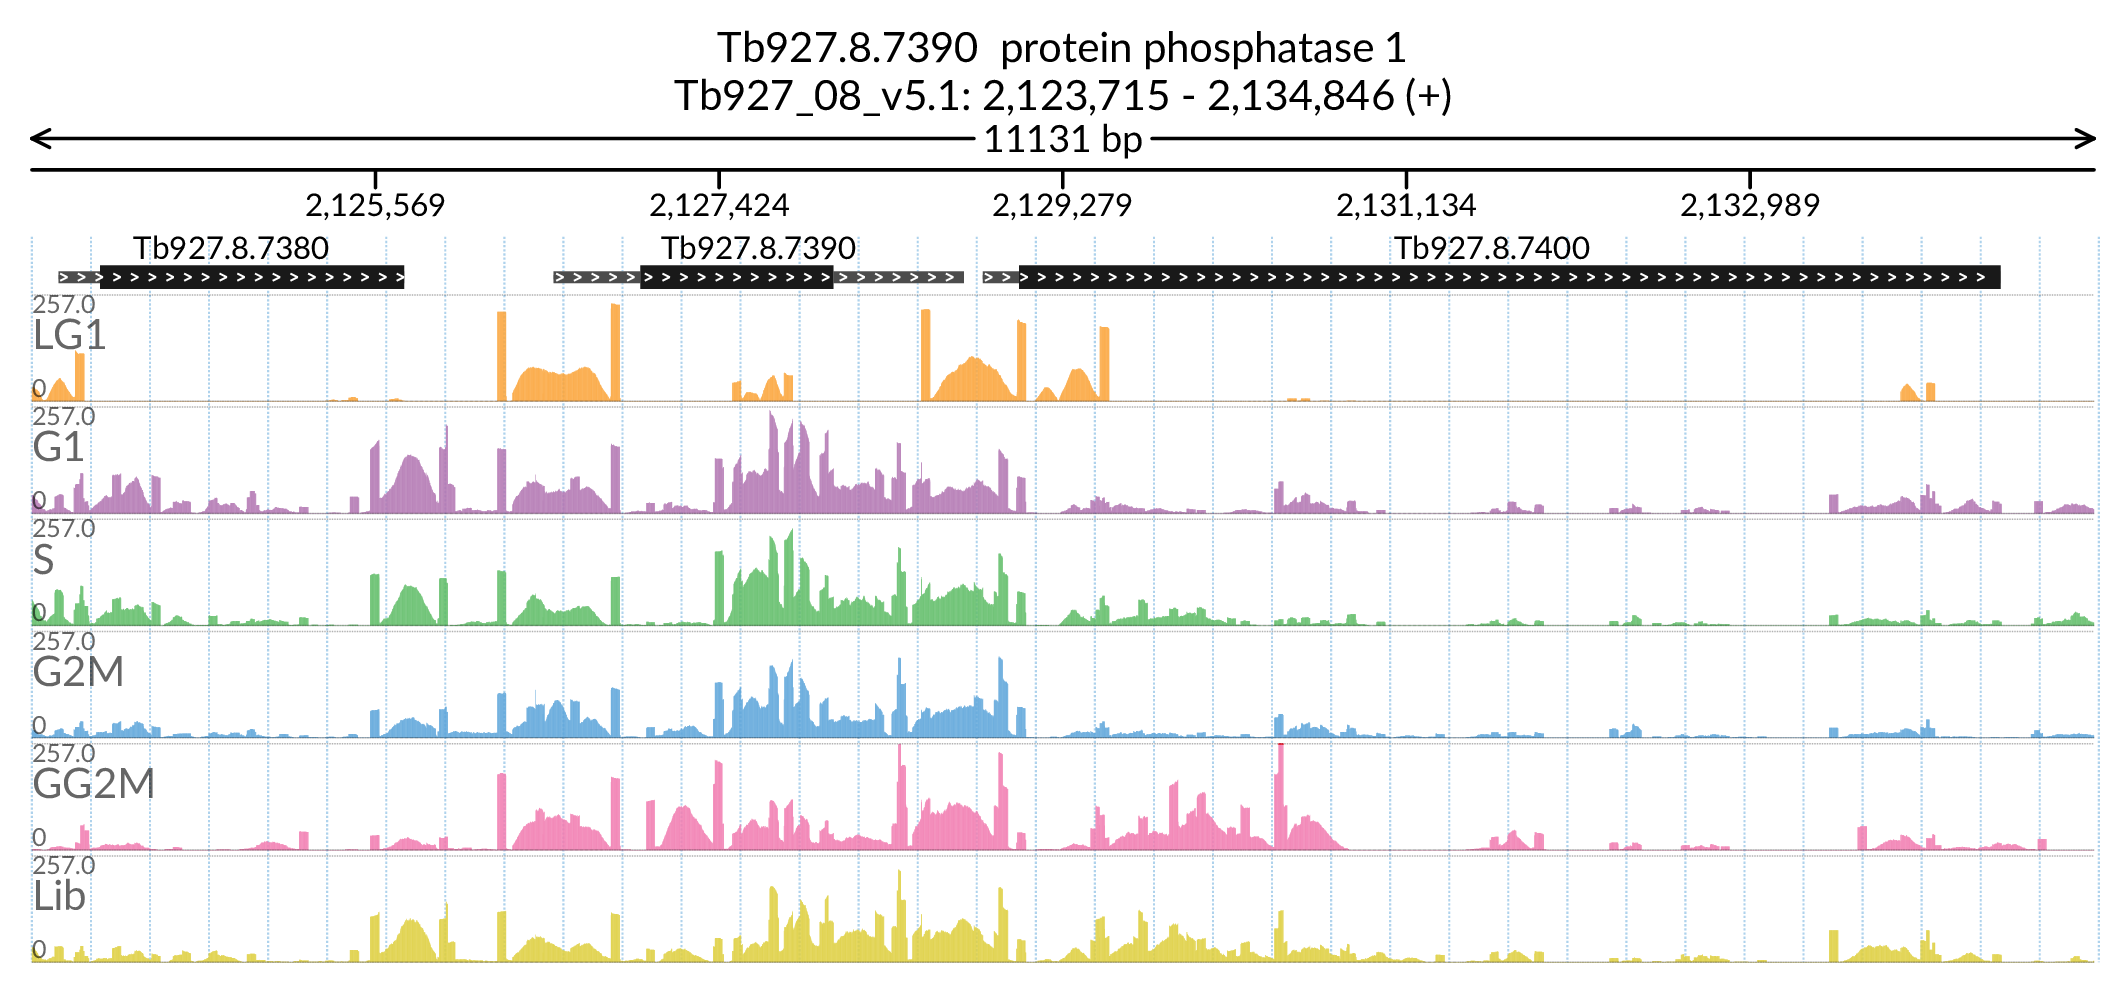 Tb927.8.7390  protein phosphatase 1
Tb927_08_v5.1: 2,123,715 - 2,134,846 (+)
11131 bp
2,125,569 2,127,424 2,129,279 2,131,134 2,132,989
Tb927.8.7380 Tb927.8.7390 Tb927.8.7400
257.0
LG1
0
257.0
G1
0
257.0
S
0
257.0
G2M
0
257.0
GG2M
0
257.0
Lib
0